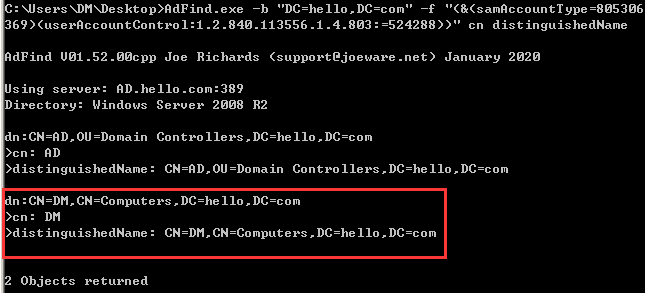 C:\Users\DM\Desktop>AdFind.exe -b "DC=hello,DC=com" -f "(&(samAccountType=805306
369)(userAccountControl:1.2.840.113556.1.4.803:=524288))" cn distinguishedName
AdFind V01.52.00cpp Joe Richards (support@joeware.net) January 2020
Using server: AD.hello.com:389
Directory: Windows Server 2008 R2
dn:CN=AD,OU=Domain Controllers,DC=hello,DC=com
>cn: AD
>distinguishedName: CN=AD,OU=Domain Controllers,DC=hello,DC=com
dn:CN=DM,CN=Computers,DC=hello,DC=com
>cn: DM
>distinguishedName: CN=DM,CN=Computers,DC=hello,DC=com
2 Objects returned